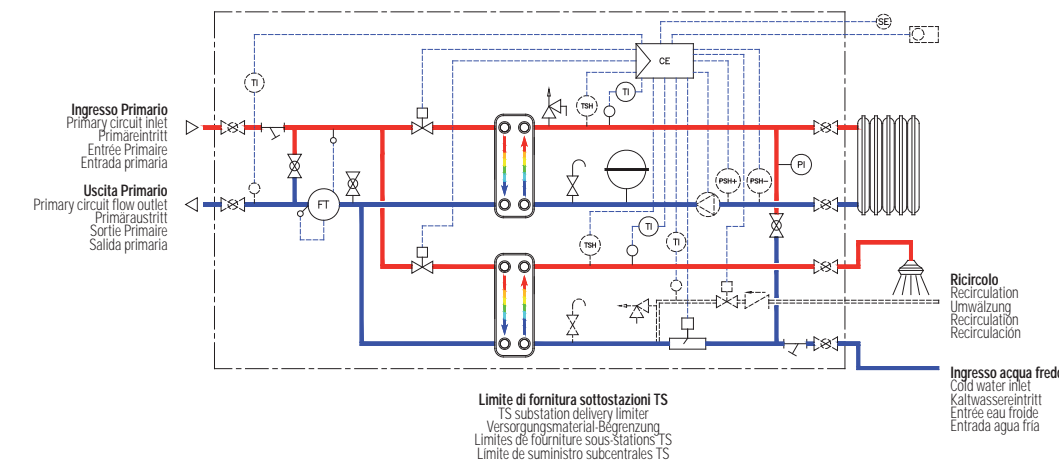 SE
CE
TI
TSH
TI
Ingresso Primario
Primary circuit inlet
Primäreintritt
Entrée Primaire
Entrada primaria
PI
PSH+
PSH-
Uscita Primario
Primary circuit flow outlet
Primäraustritt
Sortie Primaire
Salida primaria
FT
TSH
TI
TI
Ricircolo
Recirculation
Umwälzung
Recirculation
Recirculación
Ingresso acqua fredd
Cold water inlet
Kaltwassereintritt
Entrée eau froide
Entrada agua fría
Limite di fornitura sottostazioni TS
TS substation delivery limiter
Versorgungsmaterial-Begrenzung
Limites de fourniture sous-stations TS
Límite de suministro subcentrales TS